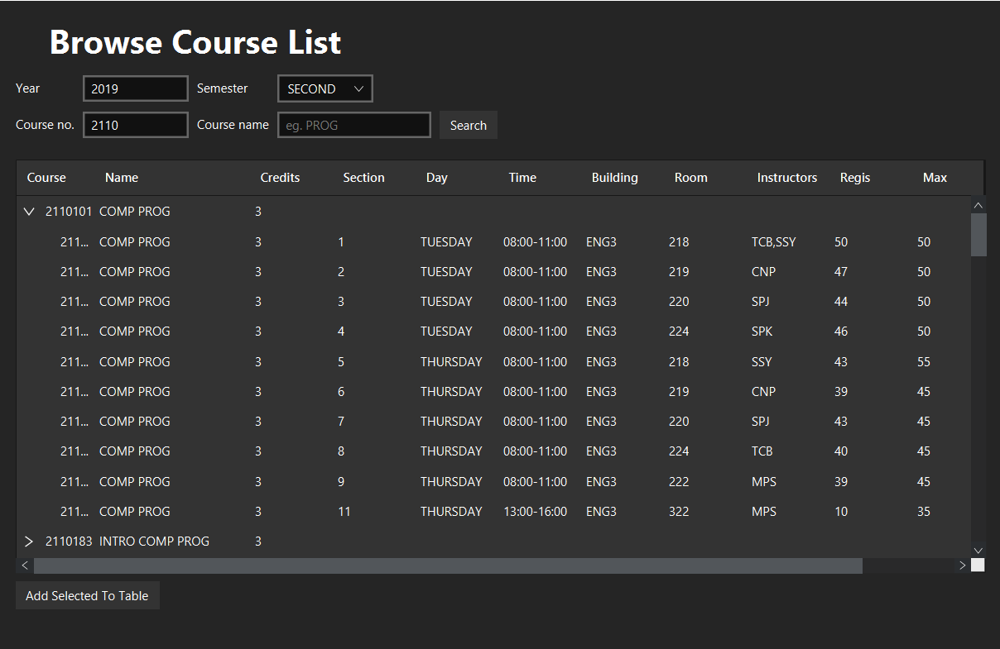 Browse Course List
Year 2019 Semester SECOND
Course no. 2110 Course name eg. PROG Search
Course Name Credits Section Day Time Building Room Instructors Regis Max
2110101 COMP PROG 3
211... COMP PROG 3 1 TUESDAY 08:00-11:00 ENG3 218 TCB,SSY 50 50
211... COMP PROG 3 2 TUESDAY 08:00-11:00 ENG3 219 CNP 47 50
211... COMP PROG 3 3 TUESDAY 08:00-11:00 ENG3 220 SPJ 44 50
211... COMP PROG 3 4 TUESDAY 08:00-11:00 ENG3 224 SPK 46 50
211... COMP PROG 3 5 THURSDAY 08:00-11:00 ENG3 218 SSY 43 55
211... COMP PROG 3 6 THURSDAY 08:00-11:00 ENG3 219 CNP 39 45
211... COMP PROG 3 7 THURSDAY 08:00-11:00 ENG3 220 SPJ 43 45
211... COMP PROG 3 8 THURSDAY 08:00-11:00 ENG3 224 TCB 40 45
211... COMP PROG 3 9 THURSDAY 08:00-11:00 ENG3 222 MPS 39 45
211... COMP PROG 3 11 THURSDAY 13:00-16:00 ENG3 322 MPS 10 35
2110183 INTRO COMP PROG 3
Add Selected To Table